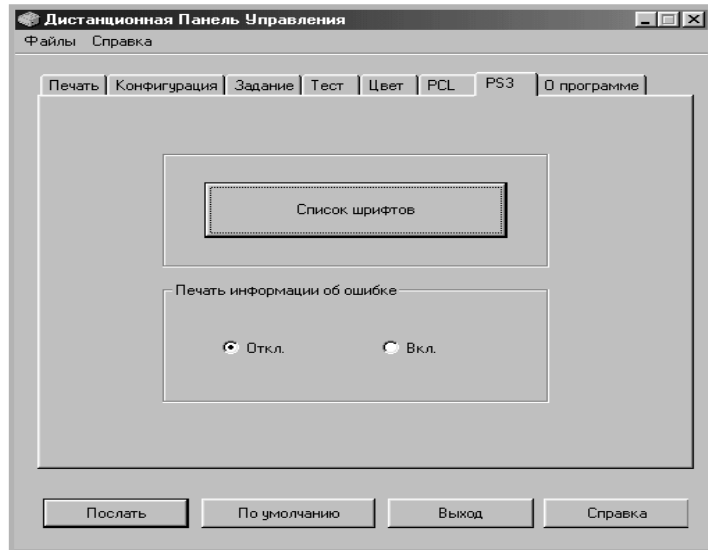 Дистанционная Панель Управления
Файлы Справка
Печать Конфигурация Задание Тест Цвет PCL PS3 О программе
Список шрифтов
Печать информации об ошибке
Откл. Вкл.
Послать По умолчанию Выход Справка